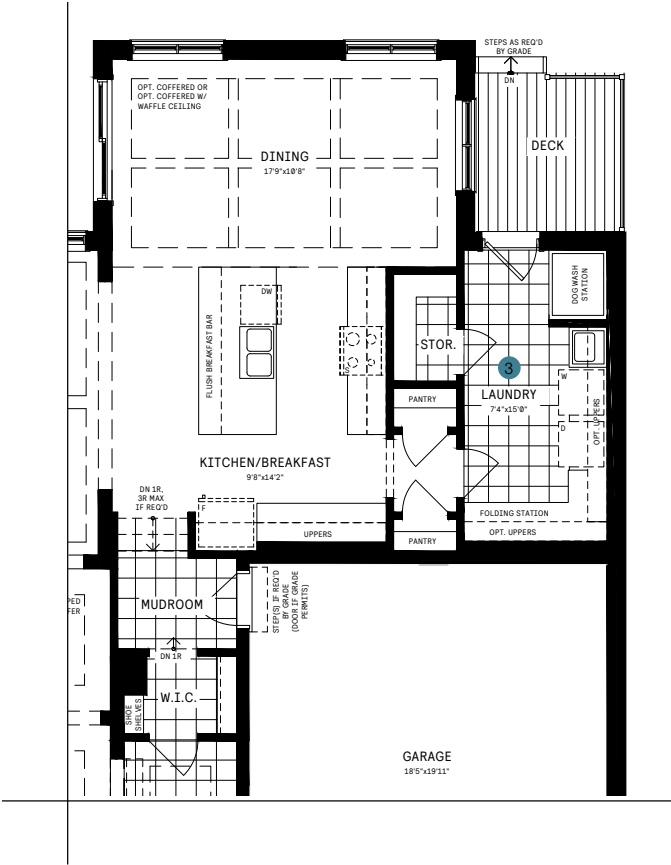 STEPS AS REQ'D
BY GRADE
DN
OPT. COFFERED OR
OPT. COFFERED W/
WAFFLE CEILING
DINING
17'9"x10'8"
DECK
DOG WASH
STATION
DW
FLUSH BREAKFAST BAR
STOR.
3
LAUNDRY
7'4"x15'0"
W
D
OPT. UPPERS
PANTRY
KITCHEN/BREAKFAST
9'8"x14'2"
DN 1R,
3R MAX
IF REQ'D
F
UPPERS
FOLDING STATION
OPT. UPPERS
PANTRY
MUDROOM
STEP(S) IF REQ'D
BY GRADE
(DOOR IF GRADE
PERMITS)
PED
FER
DN 1R
W.I.C.
SHOE
SHELVES
GARAGE
18'5"x19'11"